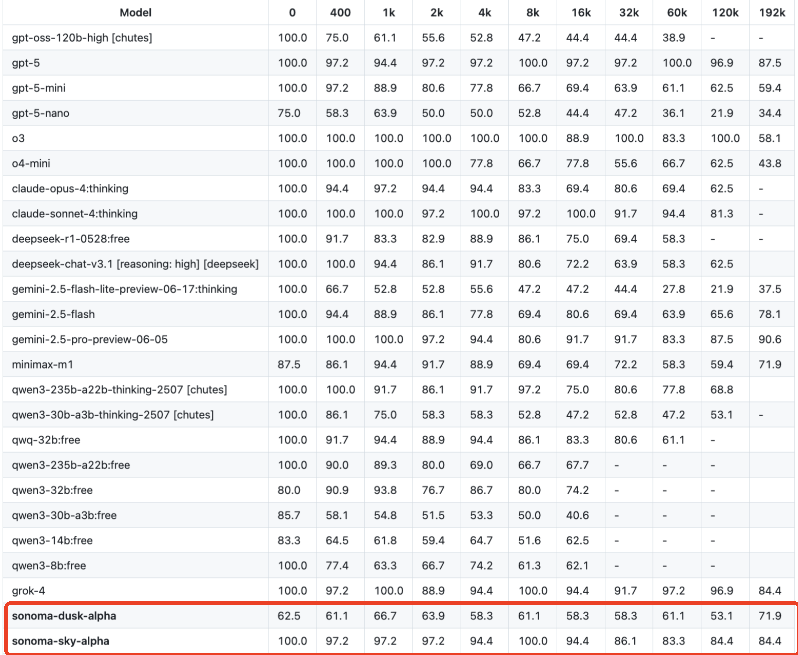 Model 0 400 1k 2k 4k 8k 16k 32k 60k 120k 192k
gpt-oss-120b-high [chutes] 100.0 75.0 61.1 55.6 52.8 47.2 44.4 44.4 38.9 - -
gpt-5 100.0 97.2 94.4 97.2 97.2 100.0 97.2 97.2 100.0 96.9 87.5
gpt-5-mini 100.0 97.2 88.9 80.6 77.8 66.7 69.4 63.9 61.1 62.5 59.4
gpt-5-nano 75.0 58.3 63.9 50.0 50.0 52.8 44.4 47.2 36.1 21.9 34.4
o3 100.0 100.0 100.0 100.0 100.0 100.0 88.9 100.0 83.3 100.0 58.1
o4-mini 100.0 100.0 100.0 100.0 77.8 66.7 77.8 55.6 66.7 62.5 43.8
claude-opus-4:thinking 100.0 94.4 97.2 94.4 94.4 83.3 69.4 80.6 69.4 62.5 -
claude-sonnet-4:thinking 100.0 100.0 100.0 97.2 100.0 97.2 100.0 91.7 94.4 81.3 -
deepseek-r1-0528:free 100.0 91.7 83.3 82.9 88.9 86.1 75.0 69.4 58.3 - -
deepseek-chat-v3.1 [reasoning: high] [deepseek] 100.0 100.0 94.4 86.1 91.7 80.6 72.2 63.9 58.3 62.5
gemini-2.5-flash-lite-preview-06-17:thinking 100.0 66.7 52.8 52.8 55.6 47.2 47.2 44.4 27.8 21.9 37.5
gemini-2.5-flash 100.0 94.4 88.9 86.1 77.8 69.4 80.6 69.4 63.9 65.6 78.1
gemini-2.5-pro-preview-06-05 100.0 100.0 100.0 97.2 94.4 80.6 91.7 91.7 83.3 87.5 90.6
minimax-m1 87.5 86.1 94.4 91.7 88.9 69.4 69.4 72.2 58.3 59.4 71.9
qwen3-235b-a22b-thinking-2507 [chutes] 100.0 100.0 91.7 86.1 91.7 97.2 75.0 80.6 77.8 68.8
qwen3-30b-a3b-thinking-2507 [chutes] 100.0 86.1 75.0 58.3 58.3 52.8 47.2 52.8 47.2 53.1 -
qwq-32b:free 100.0 91.7 94.4 88.9 94.4 86.1 83.3 80.6 61.1 -
qwen3-235b-a22b:free 100.0 90.0 89.3 80.0 69.0 66.7 67.7 - - -
qwen3-32b:free 80.0 90.9 93.8 76.7 86.7 80.0 74.2 - - -
qwen3-30b-a3b:free 85.7 58.1 54.8 51.5 53.3 50.0 40.6 - - -
qwen3-14b:free 83.3 64.5 61.8 59.4 64.7 51.6 62.5 - - -
qwen3-8b:free 100.0 77.4 63.3 66.7 74.2 61.3 62.1 - - -
grok-4 100.0 97.2 100.0 88.9 94.4 100.0 94.4 91.7 97.2 96.9 84.4
sonoma-dusk-alpha 62.5 61.1 66.7 63.9 58.3 61.1 58.3 58.3 61.1 53.1 71.9
sonoma-sky-alpha 100.0 97.2 97.2 97.2 94.4 100.0 94.4 86.1 83.3 84.4 84.4